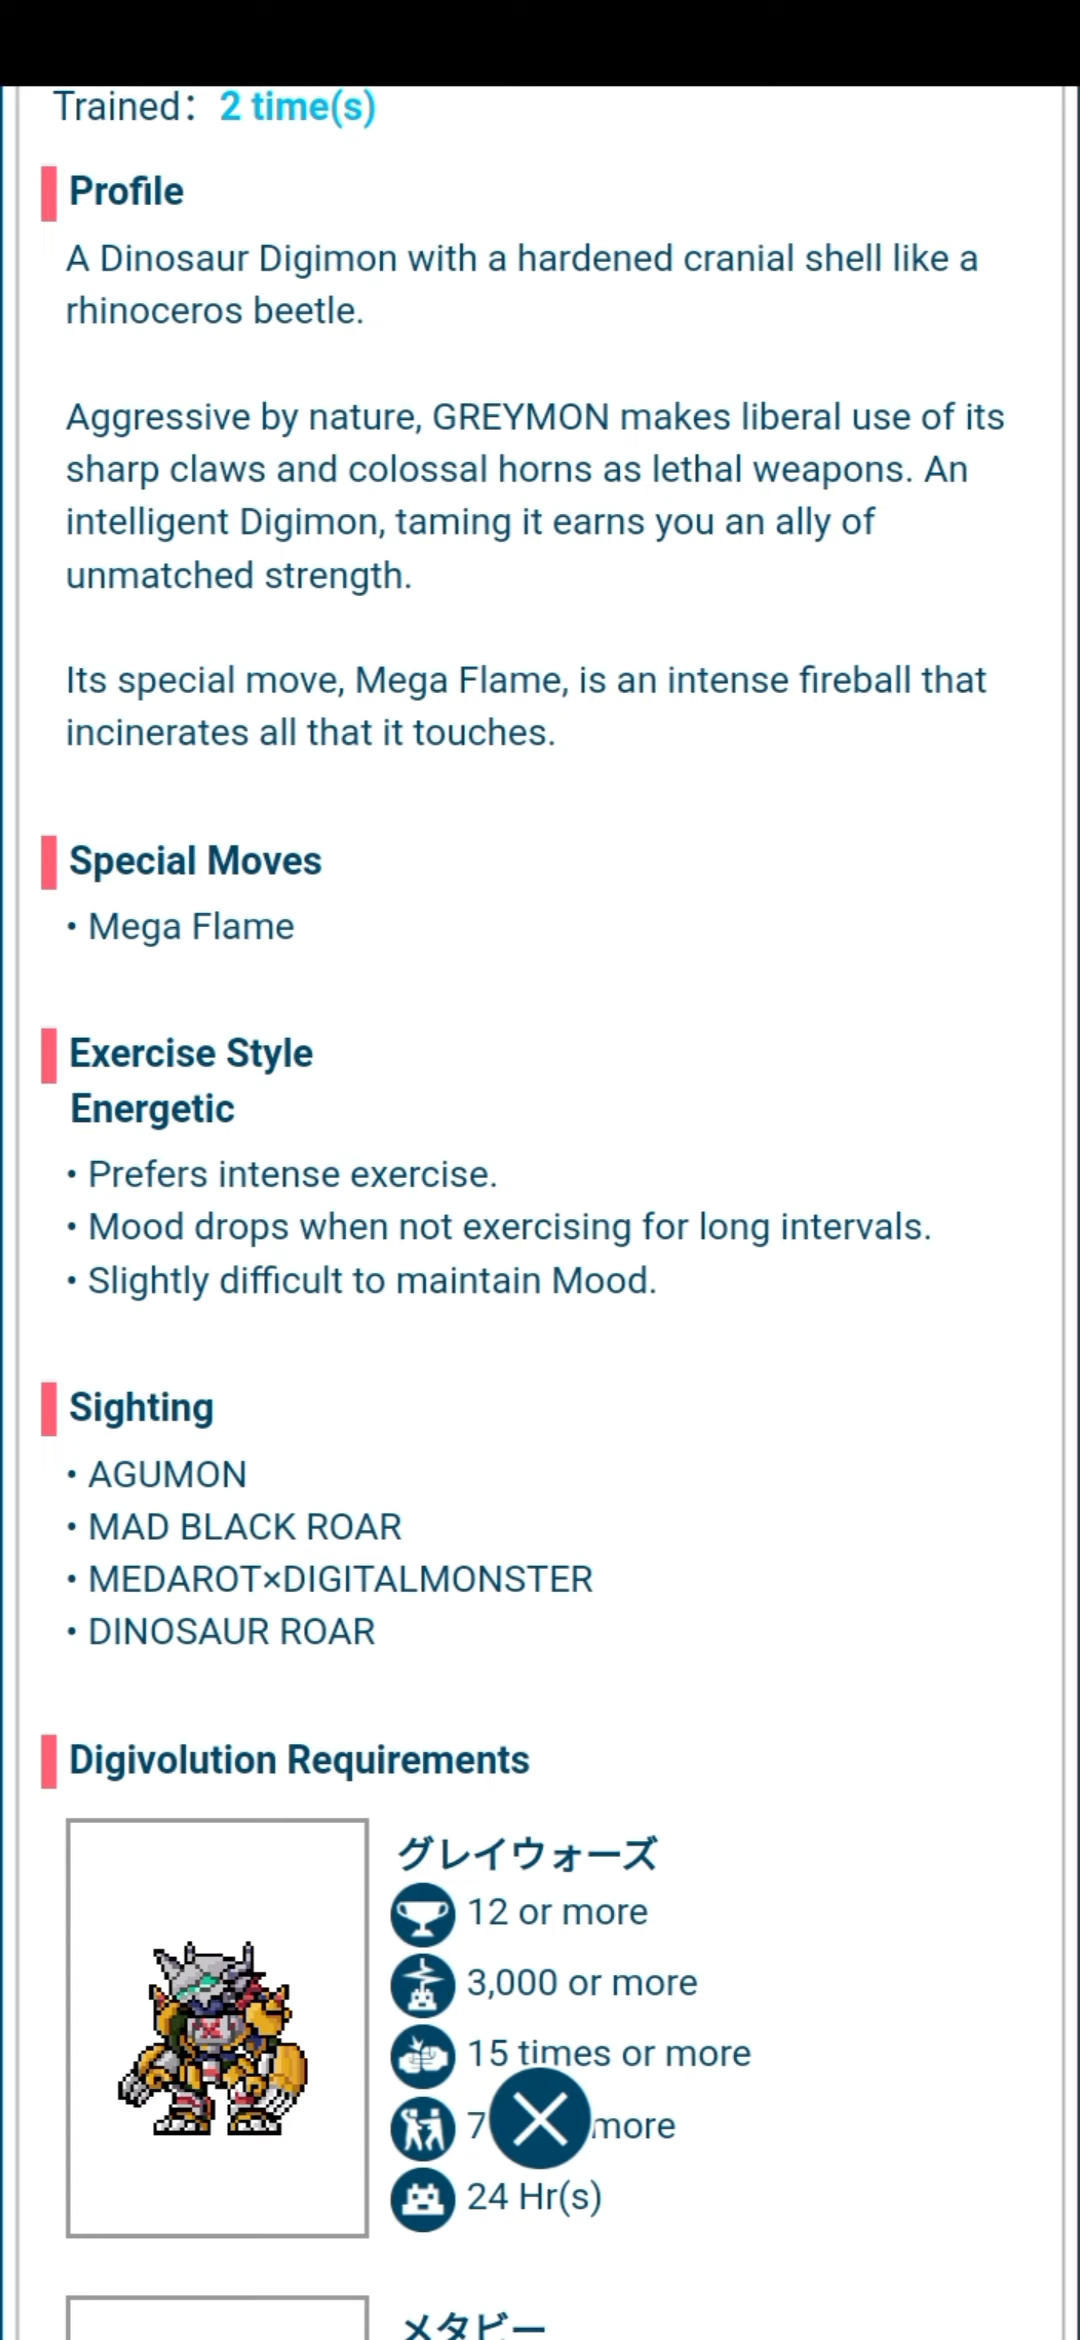 Trained： 2 time(s)
Profile
A Dinosaur Digimon with a hardened cranial shell like a
rhinoceros beetle.
Aggressive by nature, GREYMON makes liberal use of its
sharp claws and colossal horns as lethal weapons. An
intelligent Digimon, taming it earns you an ally of
unmatched strength.
Its special move, Mega Flame, is an intense fireball that
incinerates all that it touches.
Special Moves
• Mega Flame
Exercise Style
Energetic
• Prefers intense exercise.
• Mood drops when not exercising for long intervals.
• Slightly difficult to maintain Mood.
Sighting
• AGUMON
• MAD BLACK ROAR
• MEDAROT×DIGITALMONSTER
• DINOSAUR ROAR
Digivolution Requirements
グレイウォーズ
12 or more
3,000 or more
15 times or more
7 more
24 Hr(s)
メタビー